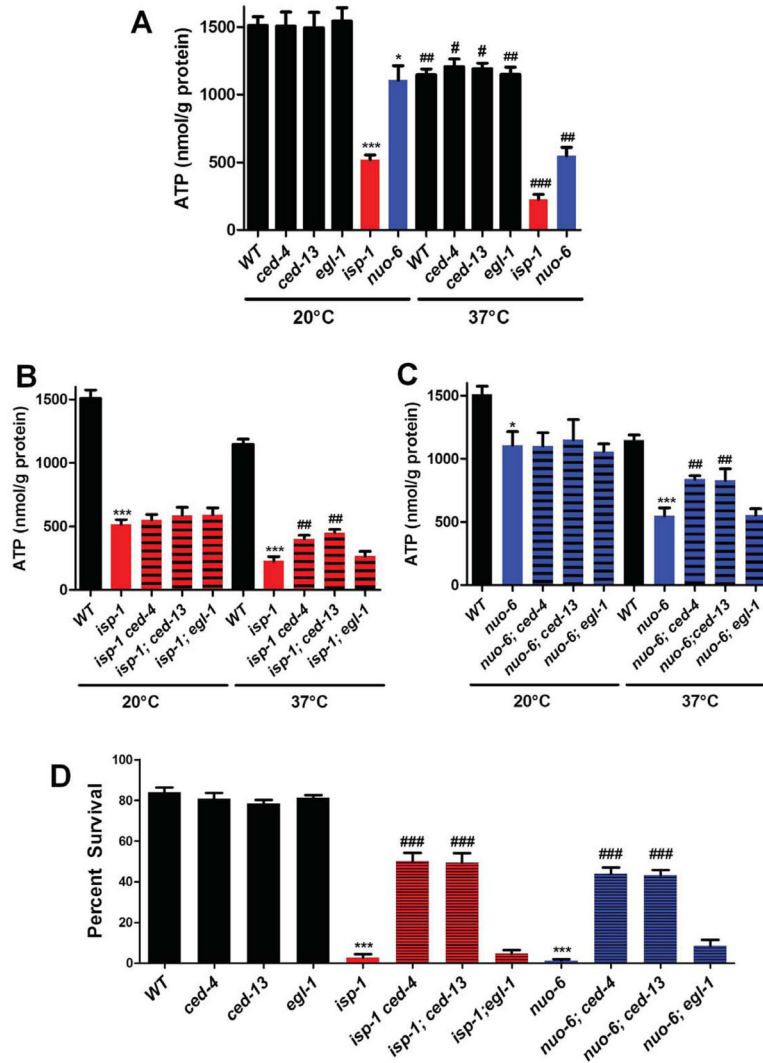 A
ATP (nmol/g protein)
1500
1000
500
0
*** * ## # # ## ### ##
WT ced-4 ced-13 egl-1 isp-1 nuo-6 WT ced-4 ced-13 egl-1 isp-1 nuo-6
20°C 37°C
B
ATP (nmol/g protein)
1500
1000
500
0
*** *** ## ##
WT isp-1 isp-1 ced-4 isp-1; ced-13 isp-1; egl-1 WT isp-1 isp-1 ced-4 isp-1; ced-13 isp-1; egl-1
20°C 37°C
C
ATP (nmol/g protein)
1500
1000
500
0
* *** ## ##
WT nuo-6 nuo-6; ced-4 nuo-6; ced-13 nuo-6; egl-1 WT nuo-6 nuo-6; ced-4 nuo-6;ced-13 nuo-6; egl-1
20°C 37°C
D
Percent Survival
100
80
60
40
20
0
*** ### ### *** ### ###
WT ced-4 ced-13 egl-1 isp-1 isp-1 ced-4 isp-1; ced-13 isp-1;egl-1 nuo-6 nuo-6; ced-4 nuo-6; ced-13 nuo-6; egl-1